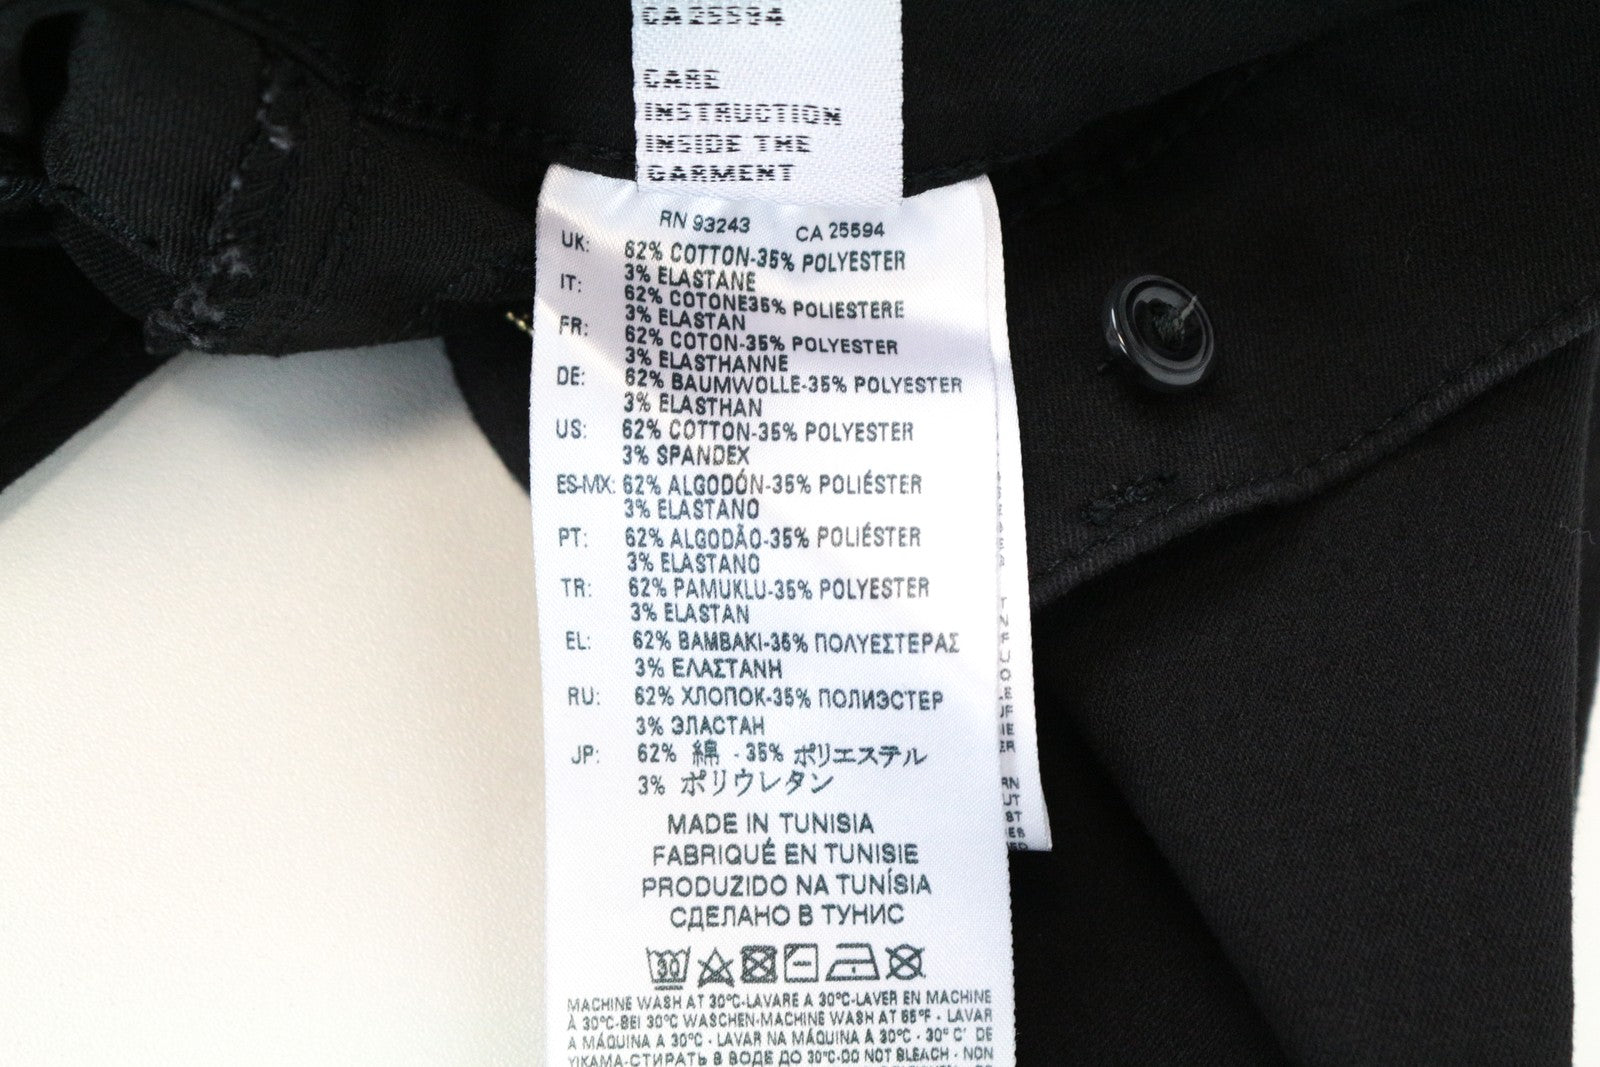 CA 25594
CARE
INSTRUCTION
INSIDE THE
GARMENT
RN 93243 CA 25594
UK: 62% COTTON-35% POLYESTER
3% ELASTANE
IT: 62% COTONE35% POLIESTERE
3% ELASTAN
FR: 62% COTON-35% POLYESTER
3% ELASTHANNE
DE: 62% BAUMWOLLE-35% POLYESTER
3% ELASTHAN
US: 62% COTTON-35% POLYESTER
3% SPANDEX
ES-MX: 62% ALGODÓN-35% POLIÉSTER
3% ELASTANO
PT: 62% ALGODÃO-35% POLIÉSTER
3% ELASTANO
TR: 62% PAMUKLU-35% POLYESTER
3% ELASTAN
EL: 62% ΒΑΜΒΑΚΙ-35% ΠΟΛΥΕΣΤΕΡΑΣ
3% ΕΛΑΣΤΑΝΗ
RU: 62% ХЛОПОК-35% ПОЛИЭСТЕР
3% ЭЛАСТАН
JP: 62% 綿 - 35% ポリエステル
3% ポリウレタン
MADE IN TUNISIA
FABRIQUÉ EN TUNISIE
PRODUZIDO NA TUNÍSIA
СДЕЛАНО В ТУНИС
30
MACHINE WASH AT 30°C-LAVARE A 30°C-LAVER EN MACHINE
À 30°C-BEI 30°C WASCHEN-MACHINE WASH AT 65°F - LAVAR
A MÁQUINA A 30°C - LAVAR NA MÁQUINA À 30°C - 30° C' DE
YIKAMA-СТИРАТЬ В ВОДЕ ДО 30°C-DO NOT BLEACH - NON